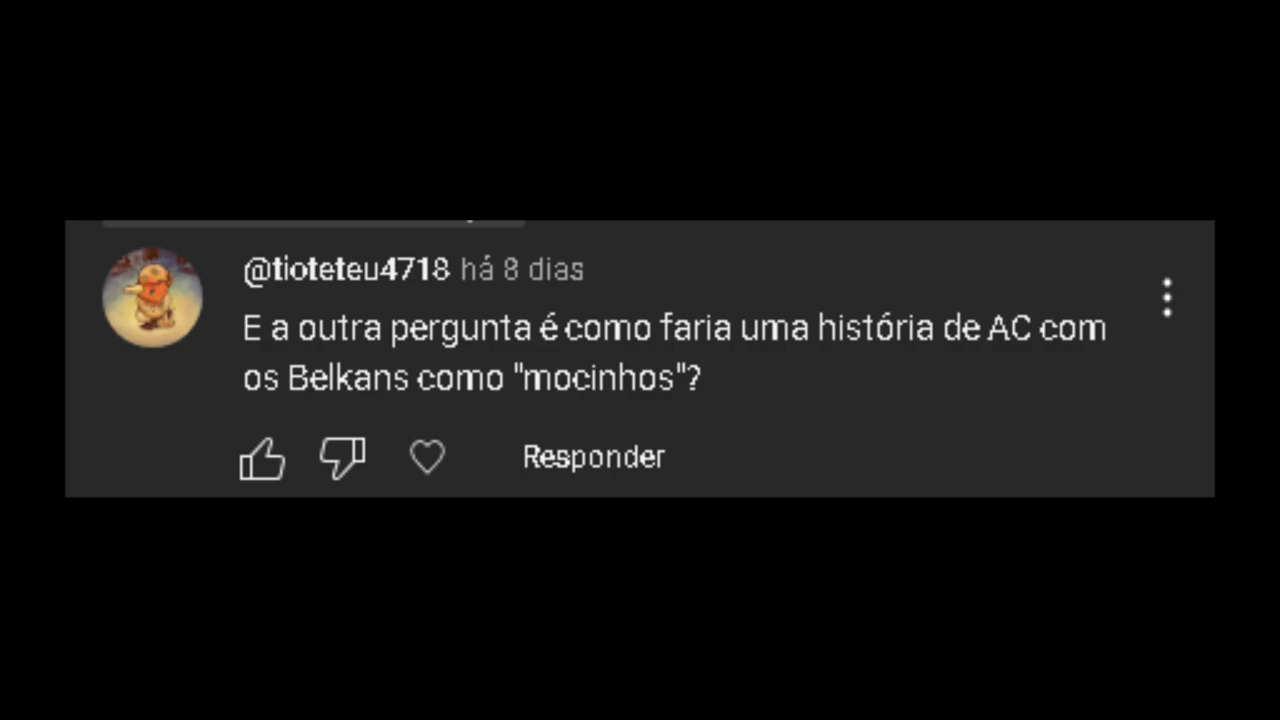 @tioteteu4718 há 8 dias
E a outra pergunta é como faria uma história de AC com
os Belkans como "mocinhos"?
Responder